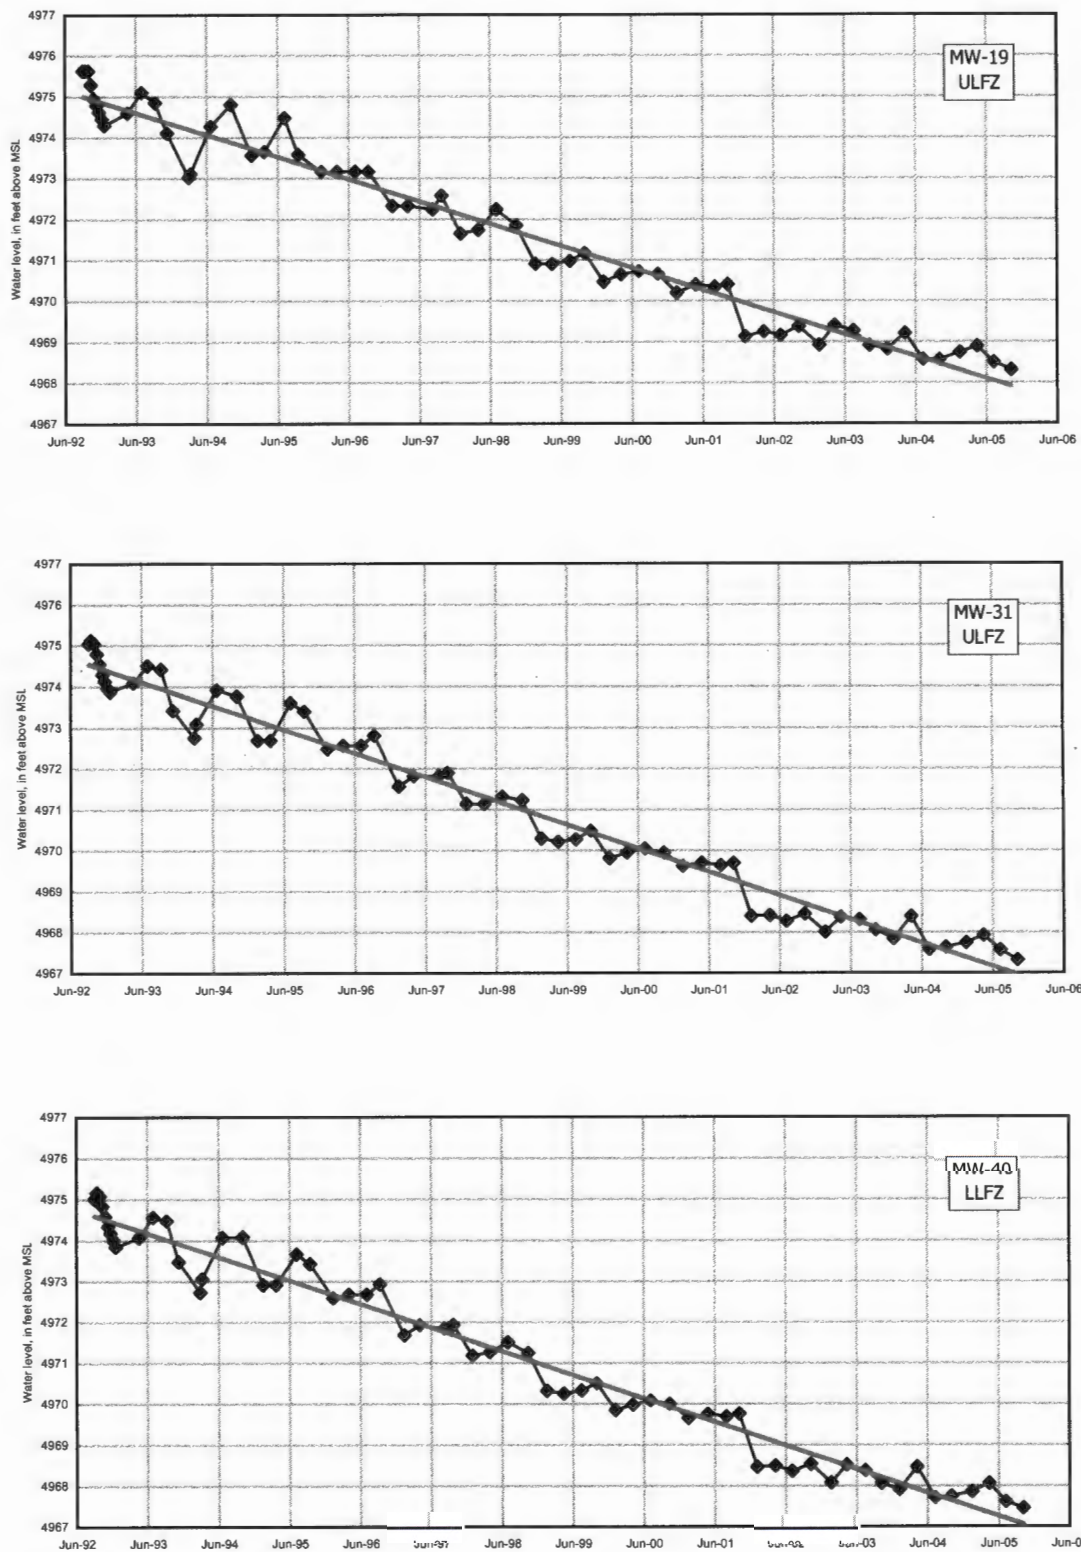 4977
4976
4975
4974
4973
4972
4971
4970
4969
4968
4967
Water level, in feet above MSL
MW-19
ULFZ
Jun-92 Jun-93 Jun-94 Jun-95 Jun-96 Jun-97 Jun-98 Jun-99 Jun-00 Jun-01 Jun-02 Jun-03 Jun-04 Jun-05 Jun-06
4977
4976
4975
4974
4973
4972
4971
4970
4969
4968
4967
Water level, in feet above MSL
MW-31
ULFZ
Jun-92 Jun-93 Jun-94 Jun-95 Jun-96 Jun-97 Jun-98 Jun-99 Jun-00 Jun-01 Jun-02 Jun-03 Jun-04 Jun-05 Jun-06
4977
4976
4975
4974
4973
4972
4971
4970
4969
4968
4967
Water level, in feet above MSL
MW-40
LLFZ
Jun-92 Jun-93 Jun-94 Jun-95 Jun-96 Jun-98 Jun-99 Jun-00 Jun-01 Jun-04 Jun-05